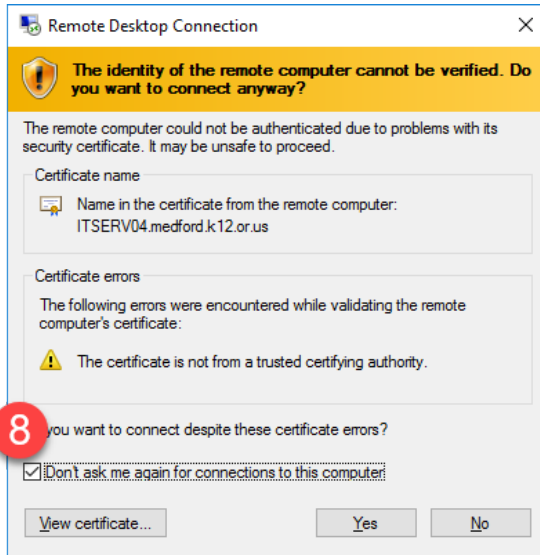 Remote Desktop Connection
The identity of the remote computer cannot be verified. Do
you want to connect anyway?
The remote computer could not be authenticated due to problems with its
security certificate. It may be unsafe to proceed.
Certificate name
Name in the certificate from the remote computer:
ITSERV04.medford.k12.or.us
Certificate errors
The following errors were encountered while validating the remote
computer's certificate:
The certificate is not from a trusted certifying authority.
8
you want to connect despite these certificate errors?
Don't ask me again for connections to this computer
View certificate...
Yes
No